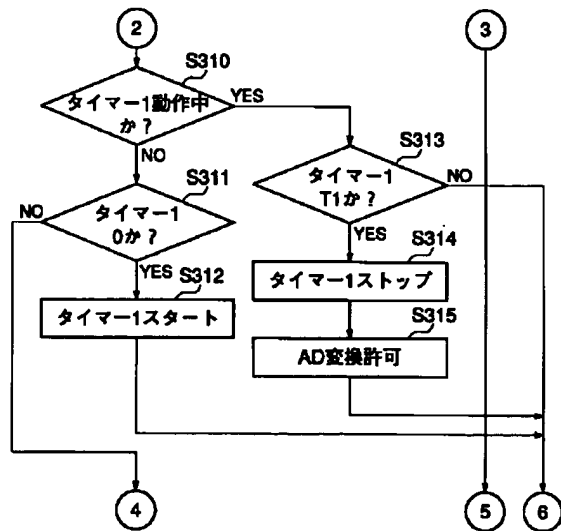 2
3
S310
タイマー1動作中
か？
YES
NO
S311
タイマー1
0か？
NO
YES
S312
タイマー1スタート
S313
タイマー1
T1か？
NO
YES
S314
タイマー1ストップ
S315
AD変換許可
4
5
6